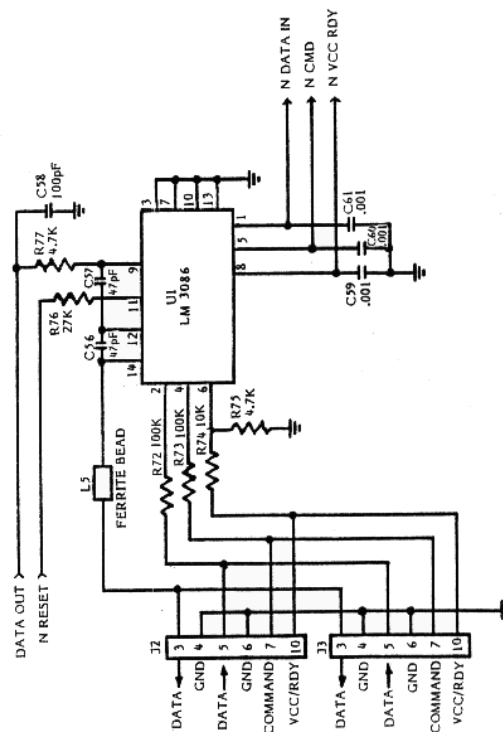 N DATA IN
N CMD
N VCC RDY
C58
100pF
3
7
10
13
R77
4.7K
C57
47pF
9
1
C61
.001
R76
27K
11
U1
LM 3086
5
C60
.001
C56
47pF
12
8
C59
.001
14
2
4
6
L5
FERRITE BEAD
R72 100K
R73 100K
R74 10K
R75
4.7K
DATA OUT
N RESET
J2
3
4
5
6
7
10
J3
3
4
5
6
7
10
DATA
GND
DATA
GND
COMMAND
VCC/RDY
DATA
GND
DATA
GND
COMMAND
VCC/RDY